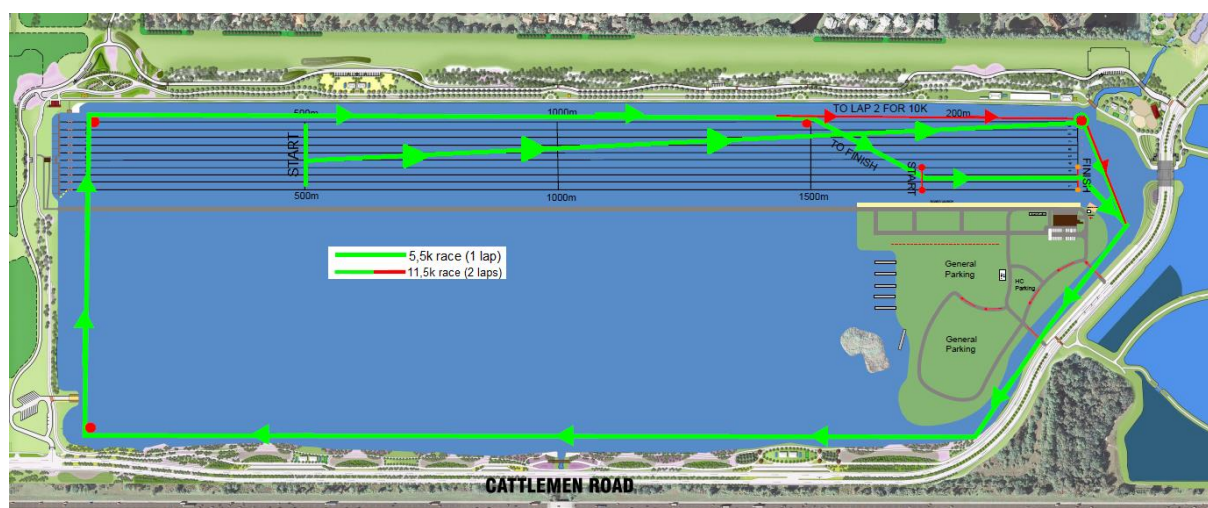 TO LAP 2 FOR 10K
500m
1000m
200m
START
TO FINISH
START
FINISH
500m
1000m
1500m
5,5k race (1 lap)
11,5k race (2 laps)
General
Parking
HC
Parking
General
Parking
CATTLEMEN ROAD